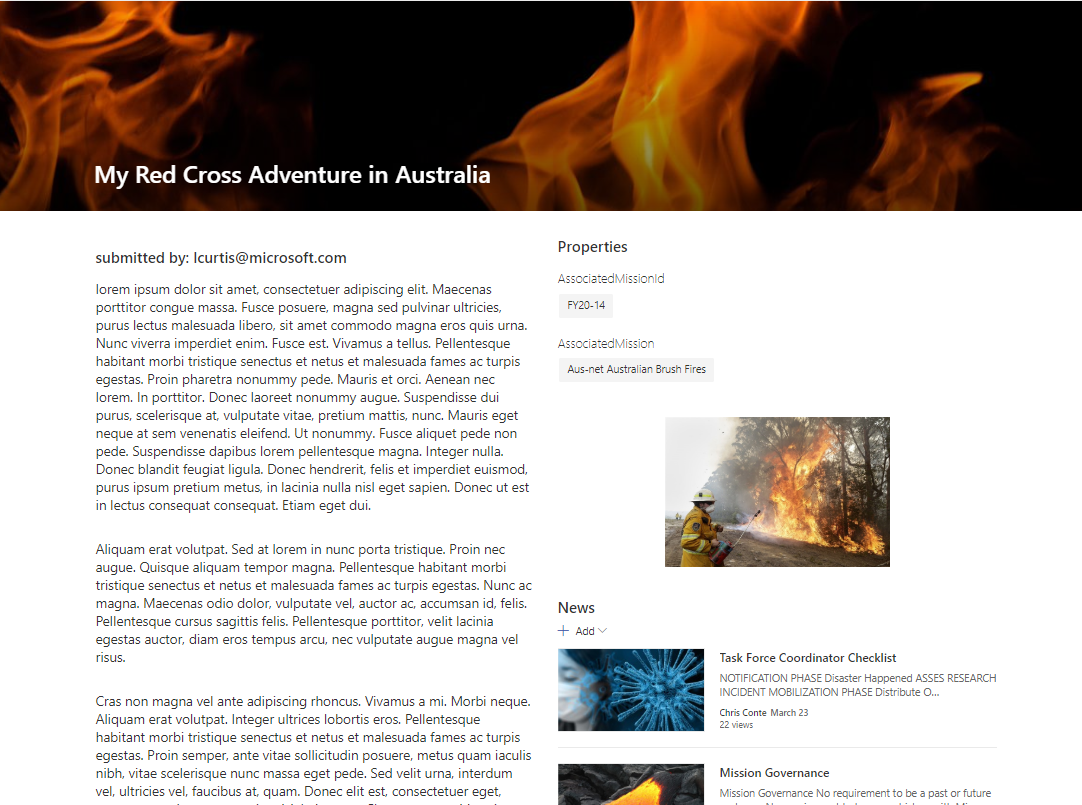 My Red Cross Adventure in Australia
submitted by: lcurtis@microsoft.com
lorem ipsum dolor sit amet, consectetuer adipiscing elit. Maecenas
porttitor congue massa. Fusce posuere, magna sed pulvinar ultricies,
purus lectus malesuada libero, sit amet commodo magna eros quis urna.
Nunc viverra imperdiet enim. Fusce est. Vivamus a tellus. Pellentesque
habitant morbi tristique senectus et netus et malesuada fames ac turpis
egestas. Proin pharetra nonummy pede. Mauris et orci. Aenean nec
lorem. In porttitor. Donec laoreet nonummy augue. Suspendisse dui
purus, scelerisque at, vulputate vitae, pretium mattis, nunc. Mauris eget
neque at sem venenatis eleifend. Ut nonummy. Fusce aliquet pede non
pede. Suspendisse dapibus lorem pellentesque magna. Integer nulla.
Donec blandit feugiat ligula. Donec hendrerit, felis et imperdiet euismod,
purus ipsum pretium metus, in lacinia nulla nisl eget sapien. Donec ut est
in lectus consequat consequat. Etiam eget dui.
Aliquam erat volutpat. Sed at lorem in nunc porta tristique. Proin nec
augue. Quisque aliquam tempor magna. Pellentesque habitant morbi
tristique senectus et netus et malesuada fames ac turpis egestas. Nunc ac
magna. Maecenas odio dolor, vulputate vel, auctor ac, accumsan id, felis.
Pellentesque cursus sagittis felis. Pellentesque porttitor, velit lacinia
egestas auctor, diam eros tempus arcu, nec vulputate augue magna vel
risus.
Cras non magna vel ante adipiscing rhoncus. Vivamus a mi. Morbi neque.
Aliquam erat volutpat. Integer ultrices lobortis eros. Pellentesque
habitant morbi tristique senectus et netus et malesuada fames ac turpis
egestas. Proin semper, ante vitae sollicitudin posuere, metus quam iaculis
nibh, vitae scelerisque nunc massa eget pede. Sed velit urna, interdum
vel, ultricies vel, faucibus at, quam. Donec elit est, consectetuer eget,
Properties
AssociatedMissionId
FY20-14
AssociatedMission
Aus-net Australian Brush Fires
News
Add
Task Force Coordinator Checklist
NOTIFICATION PHASE Disaster Happened ASSES RESEARCH
INCIDENT MOBILIZATION PHASE Distribute O...
Chris Conte March 23
22 views
Mission Governance
Mission Governance No requirement to be a past or future